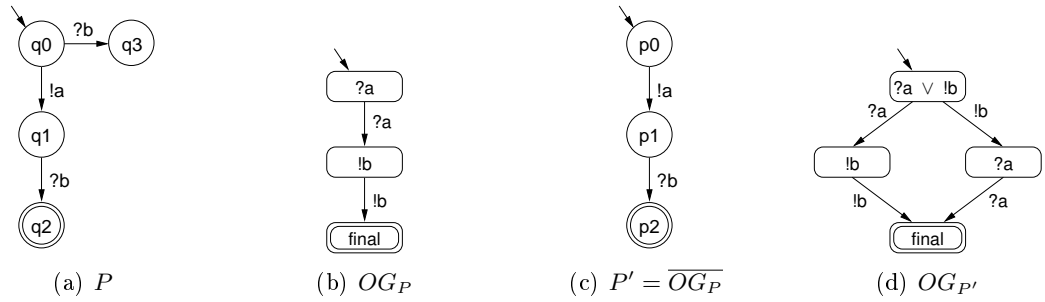 q0
?b
q3
!a
q1
?b
q2
(a) P
?a
?a
!b
!b
final
(b) OG_P
p0
!a
p1
?b
p2
(c) P′ = \overline{OG_P}
?a ∨ !b
?a
!b
!b
?a
!b
?a
final
(d) OG_{P′}